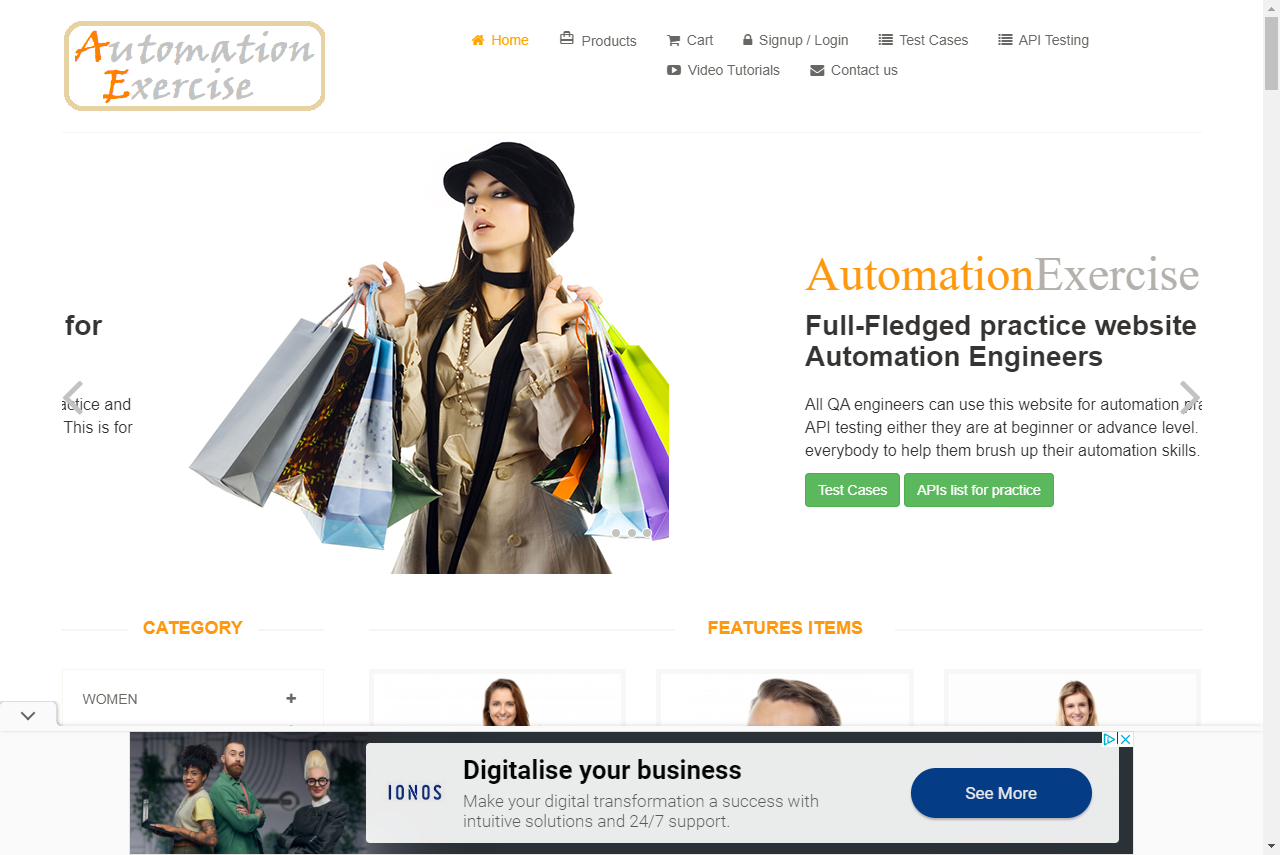 Automation
Exercise
Home
Products
Cart
Signup / Login
Test Cases
API Testing
Video Tutorials
Contact us
for
actice and
This is for
AutomationExercise
Full-Fledged practice website
Automation Engineers
All QA engineers can use this website for automation pra
API testing either they are at beginner or advance level.
everybody to help them brush up their automation skills.
Test Cases
APIs list for practice
CATEGORY
FEATURES ITEMS
WOMEN
IONOS
Digitalise your business
Make your digital transformation a success with
intuitive solutions and 24/7 support.
See More